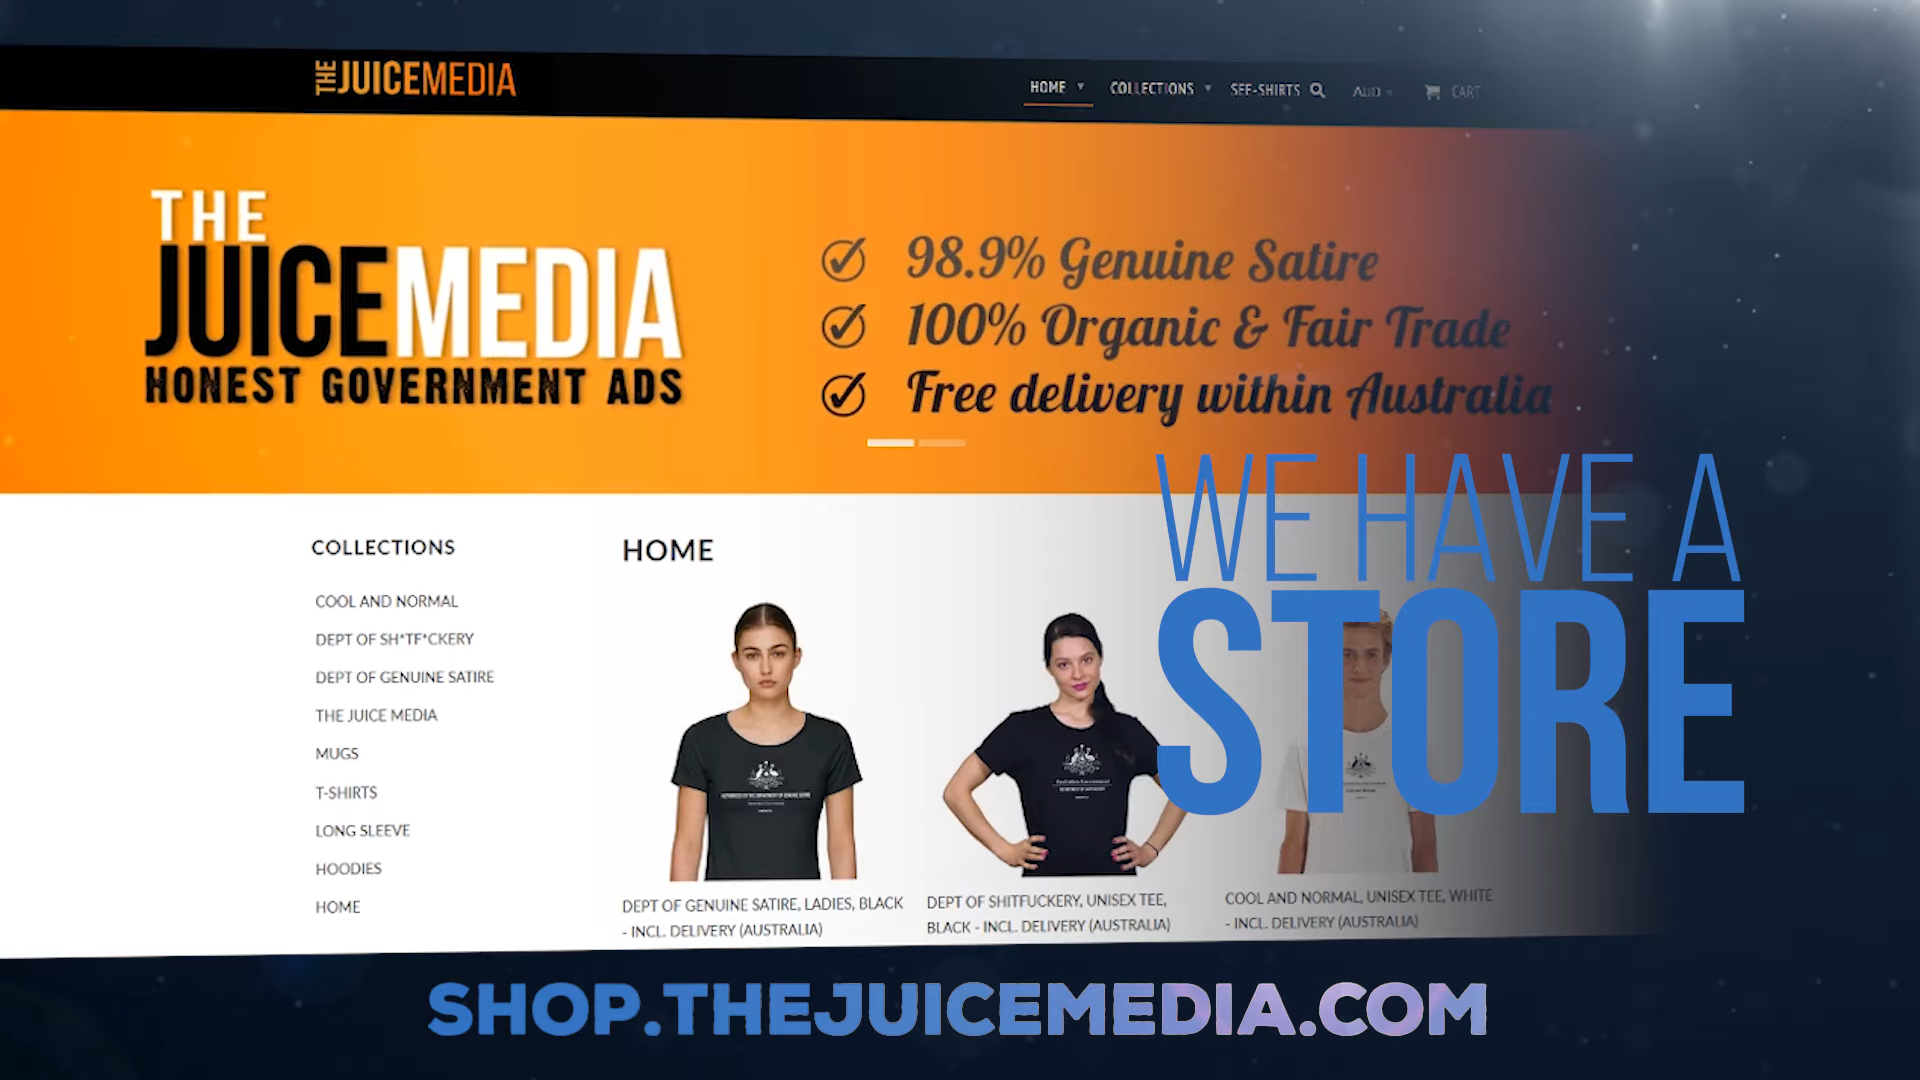 THE JUICEMEDIA
HOME
COLLECTIONS
SEF-SHIRTS
AUD
CART
THE
JUICEMEDIA
HONEST GOVERNMENT ADS
98.9% Genuine Satire
100% Organic & Fair Trade
Free delivery within Australia
WE HAVE A
STORE
COLLECTIONS
COOL AND NORMAL
DEPT OF SH*TF*CKERY
DEPT OF GENUINE SATIRE
THE JUICE MEDIA
MUGS
T-SHIRTS
LONG SLEEVE
HOODIES
HOME
HOME
DEPT OF GENUINE SATIRE, LADIES, BLACK
- INCL. DELIVERY (AUSTRALIA)
DEPT OF SHITFUCKERY, UNISEX TEE,
BLACK - INCL. DELIVERY (AUSTRALIA)
COOL AND NORMAL, UNISEX TEE, WHITE
- INCL. DELIVERY (AUSTRALIA)
SHOP.THEJUICEMEDIA.COM